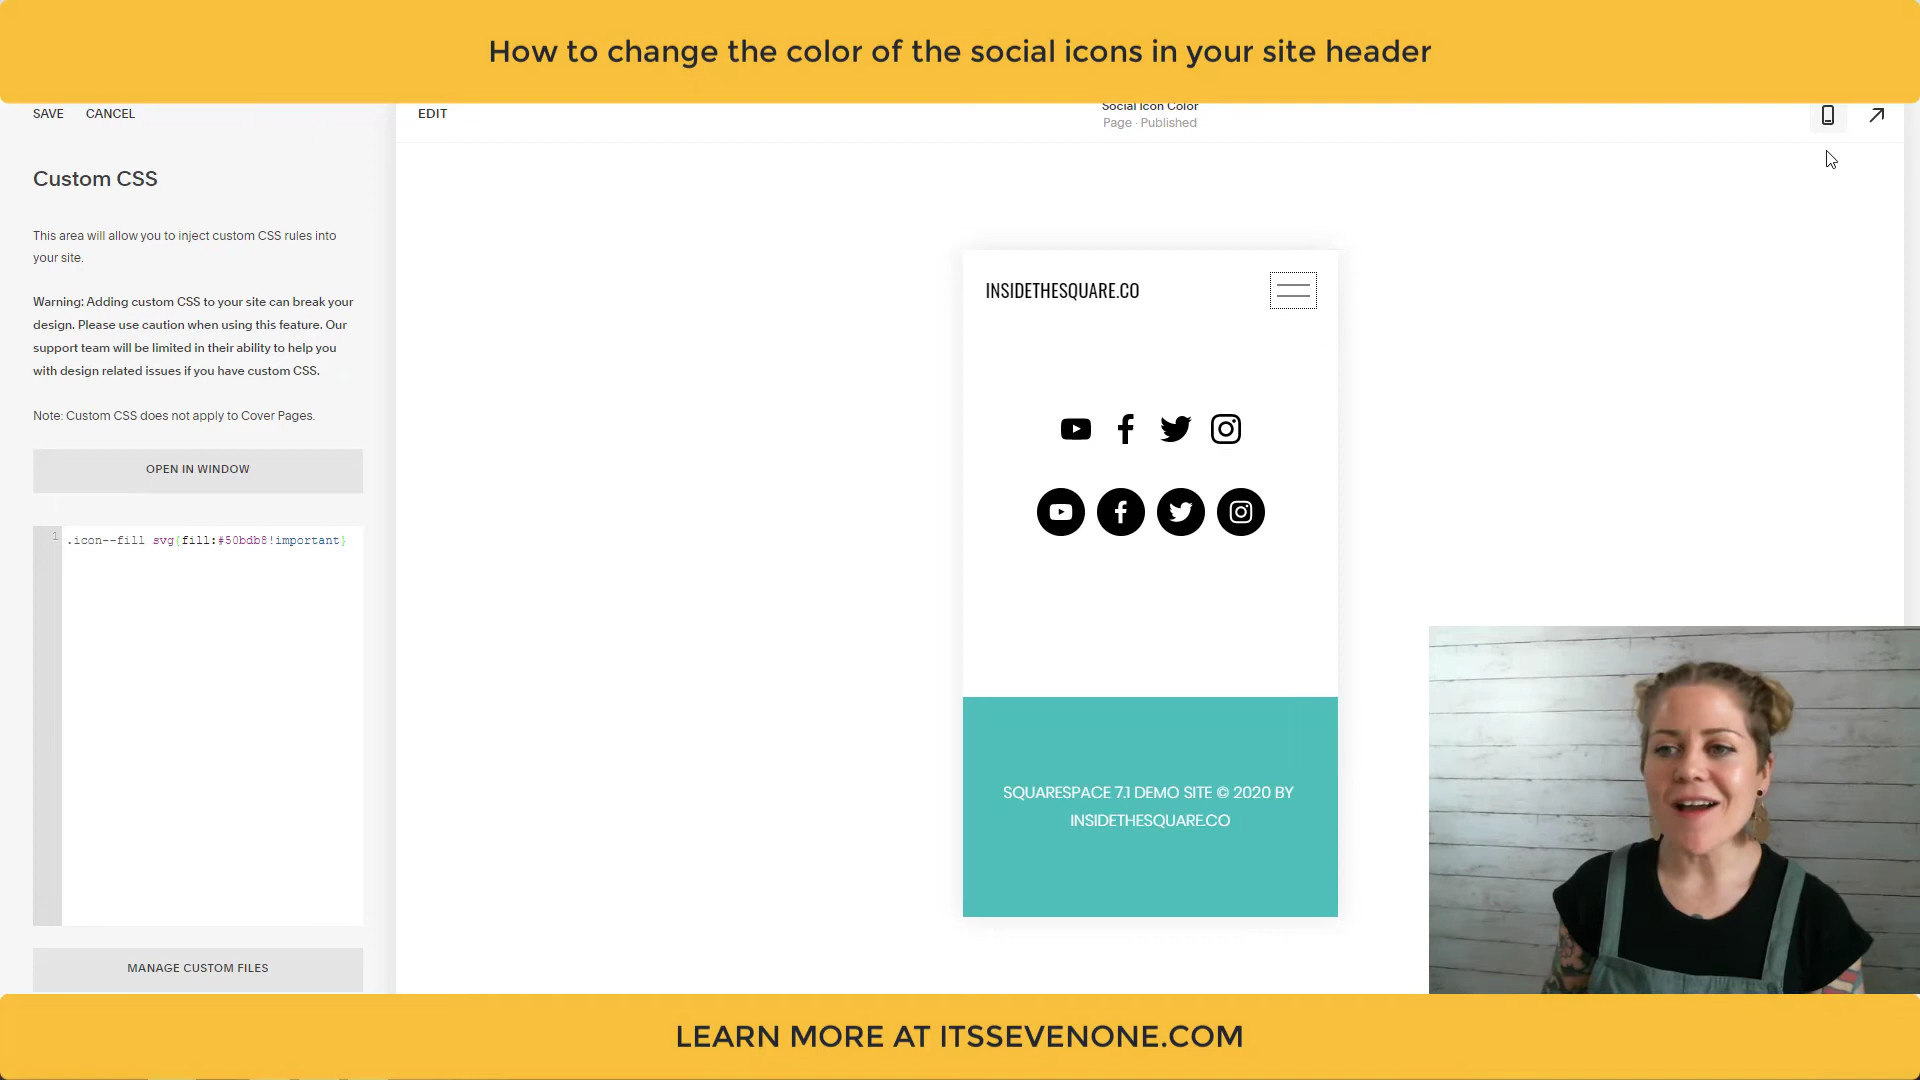 How to change the color of the social icons in your site header
SAVE CANCEL
EDIT
Social Icon Color
Page · Published
Custom CSS
This area will allow you to inject custom CSS rules into
your site.
Warning: Adding custom CSS to your site can break your
design. Please use caution when using this feature. Our
support team will be limited in their ability to help you
with design related issues if you have custom CSS.
Note: Custom CSS does not apply to Cover Pages.
OPEN IN WINDOW
1 .icon--fill svg{fill:#50bdb8!important}
MANAGE CUSTOM FILES
INSIDETHESQUARE.CO
SQUARESPACE 7.1 DEMO SITE © 2020 BY
INSIDETHESQUARE.CO
LEARN MORE AT ITSSEVENONE.COM